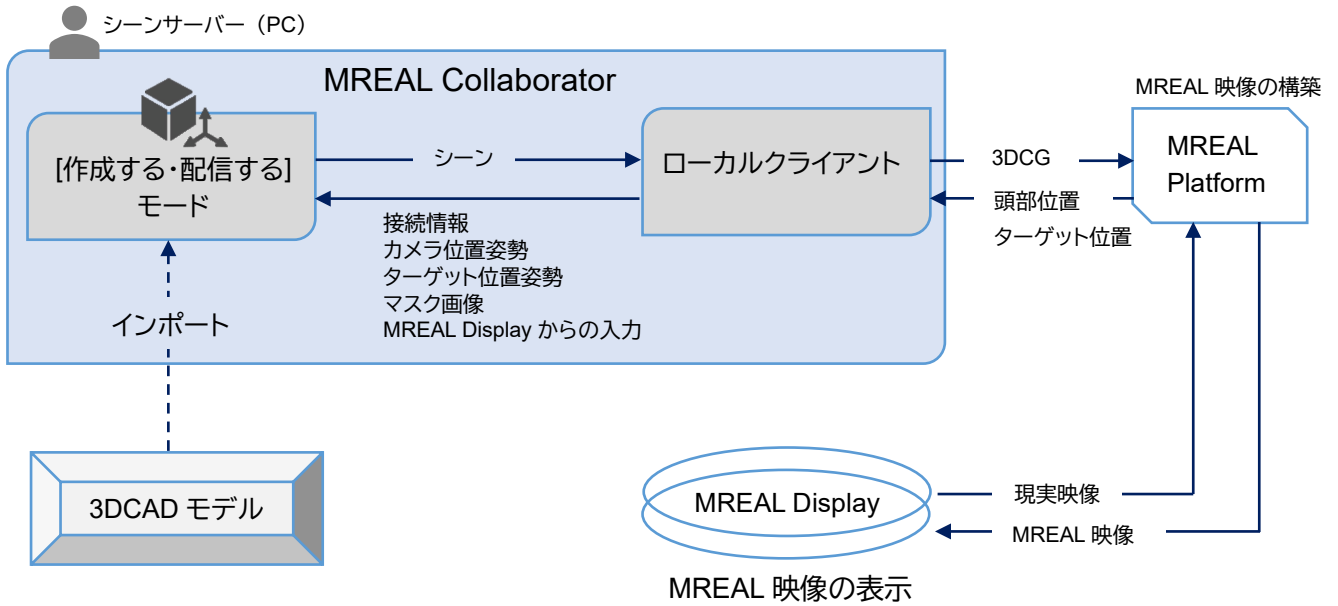 シーンサーバー（PC）
MREAL Collaborator
[作成する・配信する]
モード
シーン
ローカルクライアント
接続情報
カメラ位置姿勢
ターゲット位置姿勢
マスク画像
MREAL Display からの入力
インポート
3DCAD モデル
3DCG
頭部位置
ターゲット位置
MREAL 映像の構築
MREAL
Platform
MREAL Display
現実映像
MREAL 映像
MREAL 映像の表示